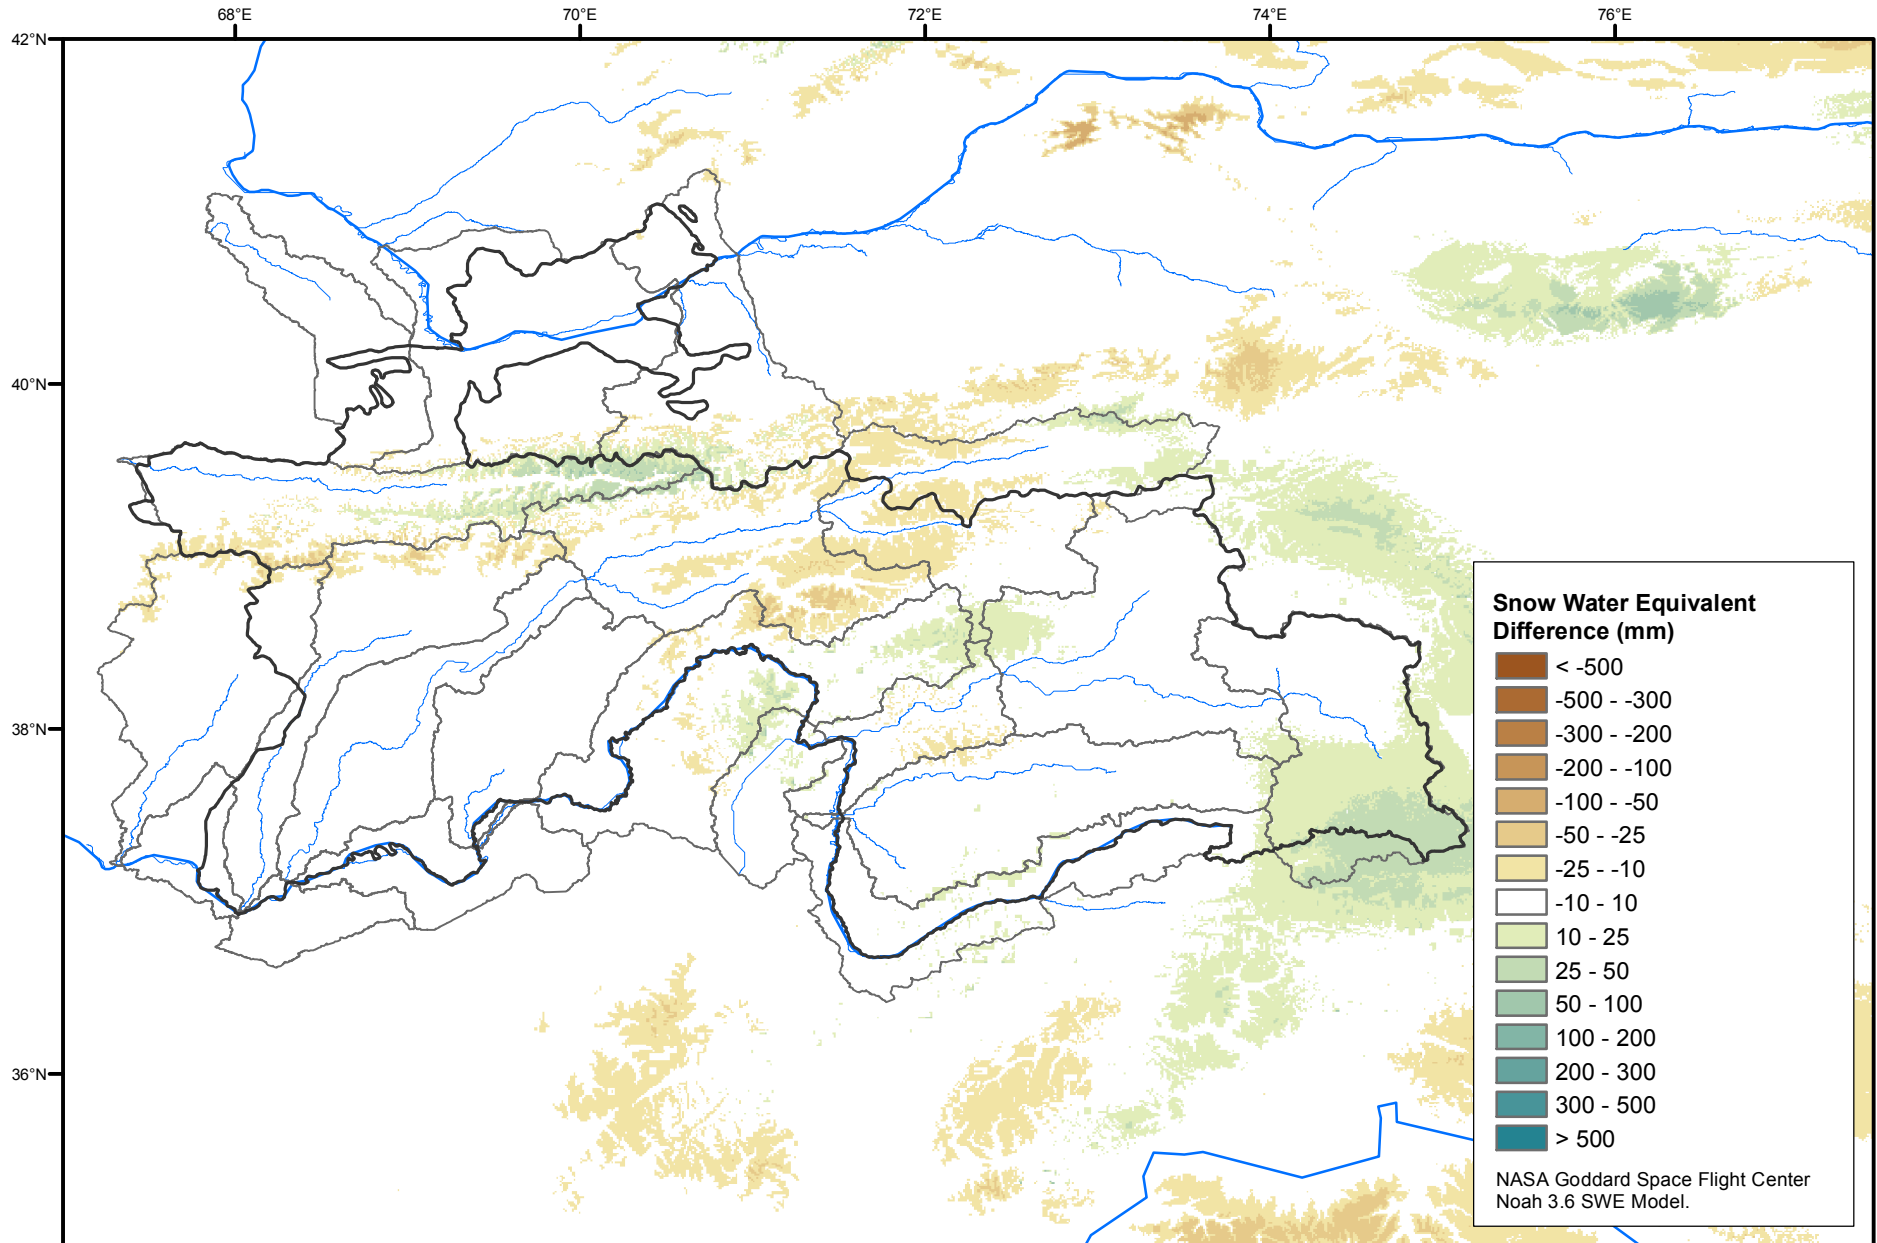 68°E 70°E 72°E 74°E 76°E
42°N
40°N
38°N
36°N
Snow Water Equivalent
Difference (mm)
< -500
-500 - -300
-300 - -200
-200 - -100
-100 - -50
-50 - -25
-25 - -10
-10 - 10
10 - 25
25 - 50
50 - 100
100 - 200
200 - 300
300 - 500
> 500
NASA Goddard Space Flight Center
Noah 3.6 SWE Model.